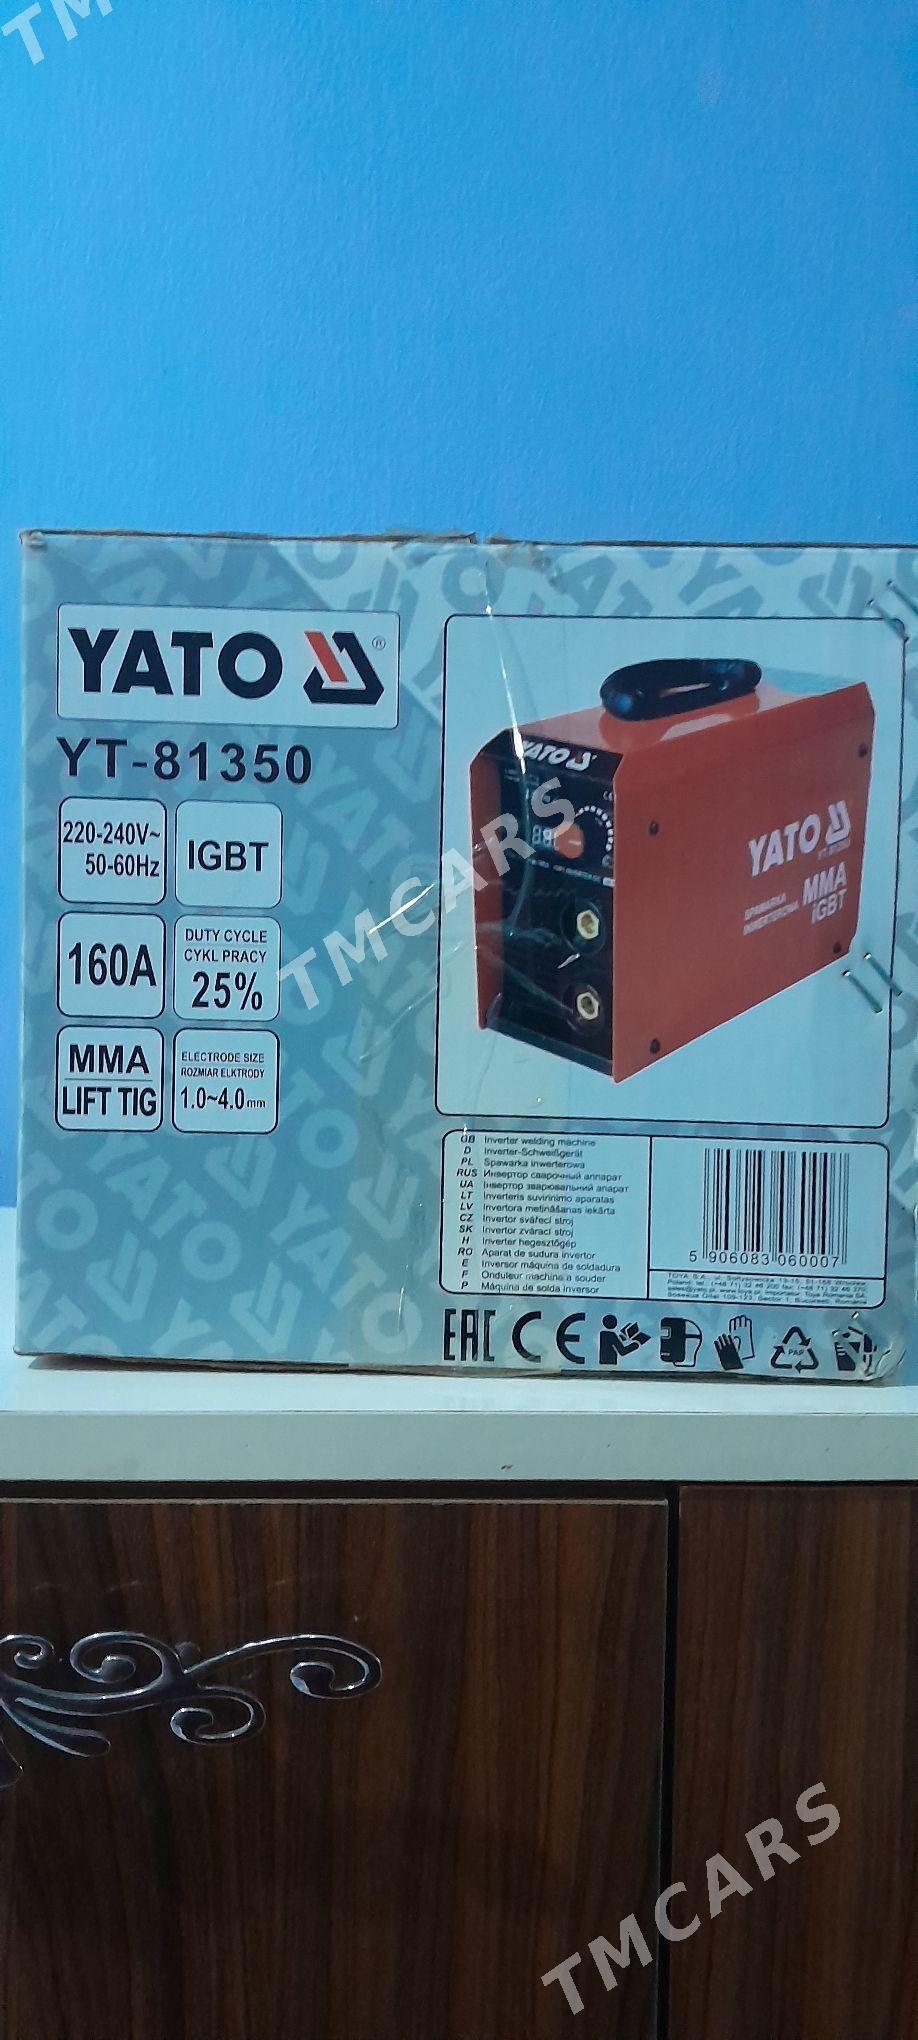 TM
YATO ®
YT-81350
220-240V~
50-60Hz
IGBT
160A
DUTY CYCLE
CYKL PRACY
25%
MMA
LIFT TIG
ELECTRODE SIZE
ROZMIAR ELKTRODY
1.0~4.0mm
YATO
YATO
MMA
IGBT
SPAWARKA
INWERTEROWA
TMCARS
GB Inverter welding machine
D Inverter-Schweißgerät
PL Spawarka inwerterowa
RUS Инвертор сварочный аппарат
UA Інвертор зварювальний апарат
LT Inverteris suvirinimo aparatas
LV Invertora metināšanas iekārta
CZ Invertor svářecí stroj
SK Invertor zvárací stroj
H Inverter hegesztőgép
RO Aparat de sudura invertor
E Inversor máquina de soldadura
F Onduleur machine a souder
P Máquina de solda inversor
5 906083 060007
EAC CE
PAP
TMCARS